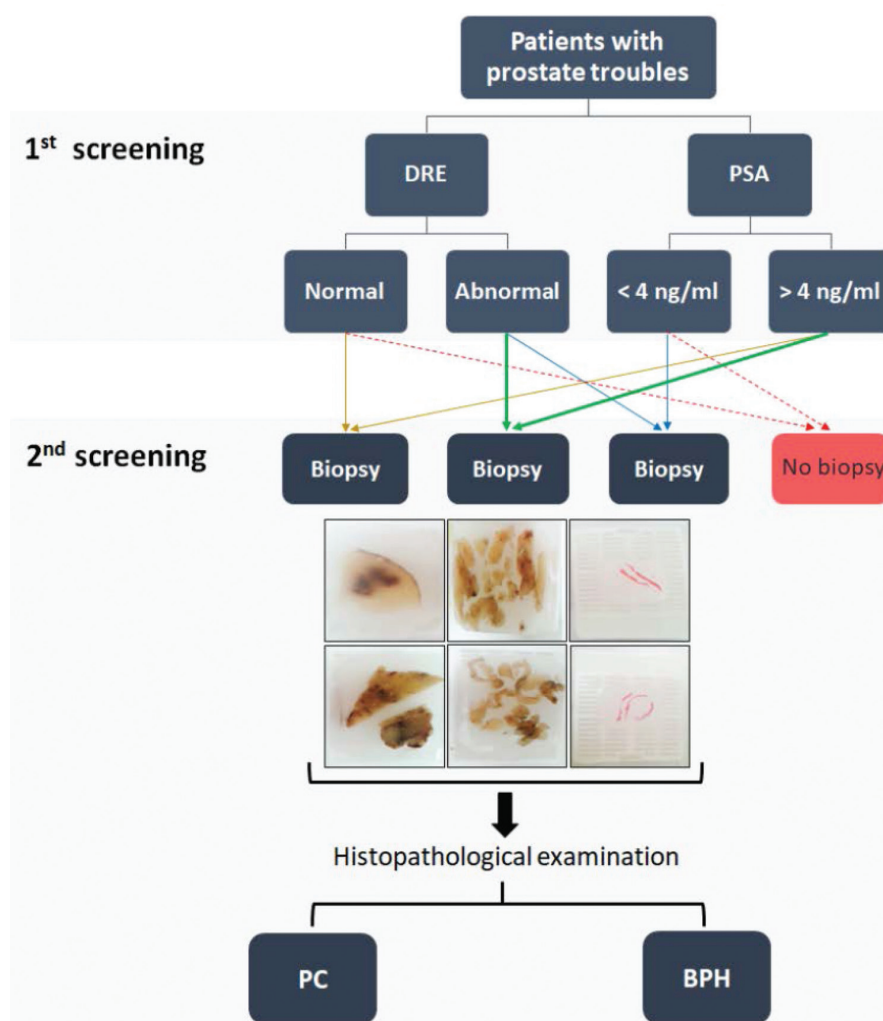 Patients with
prostate troubles
1st screening
DRE
PSA
Normal
Abnormal
< 4 ng/ml
> 4 ng/ml
2nd screening
Biopsy
Biopsy
Biopsy
No biopsy
Histopathological examination
PC
BPH